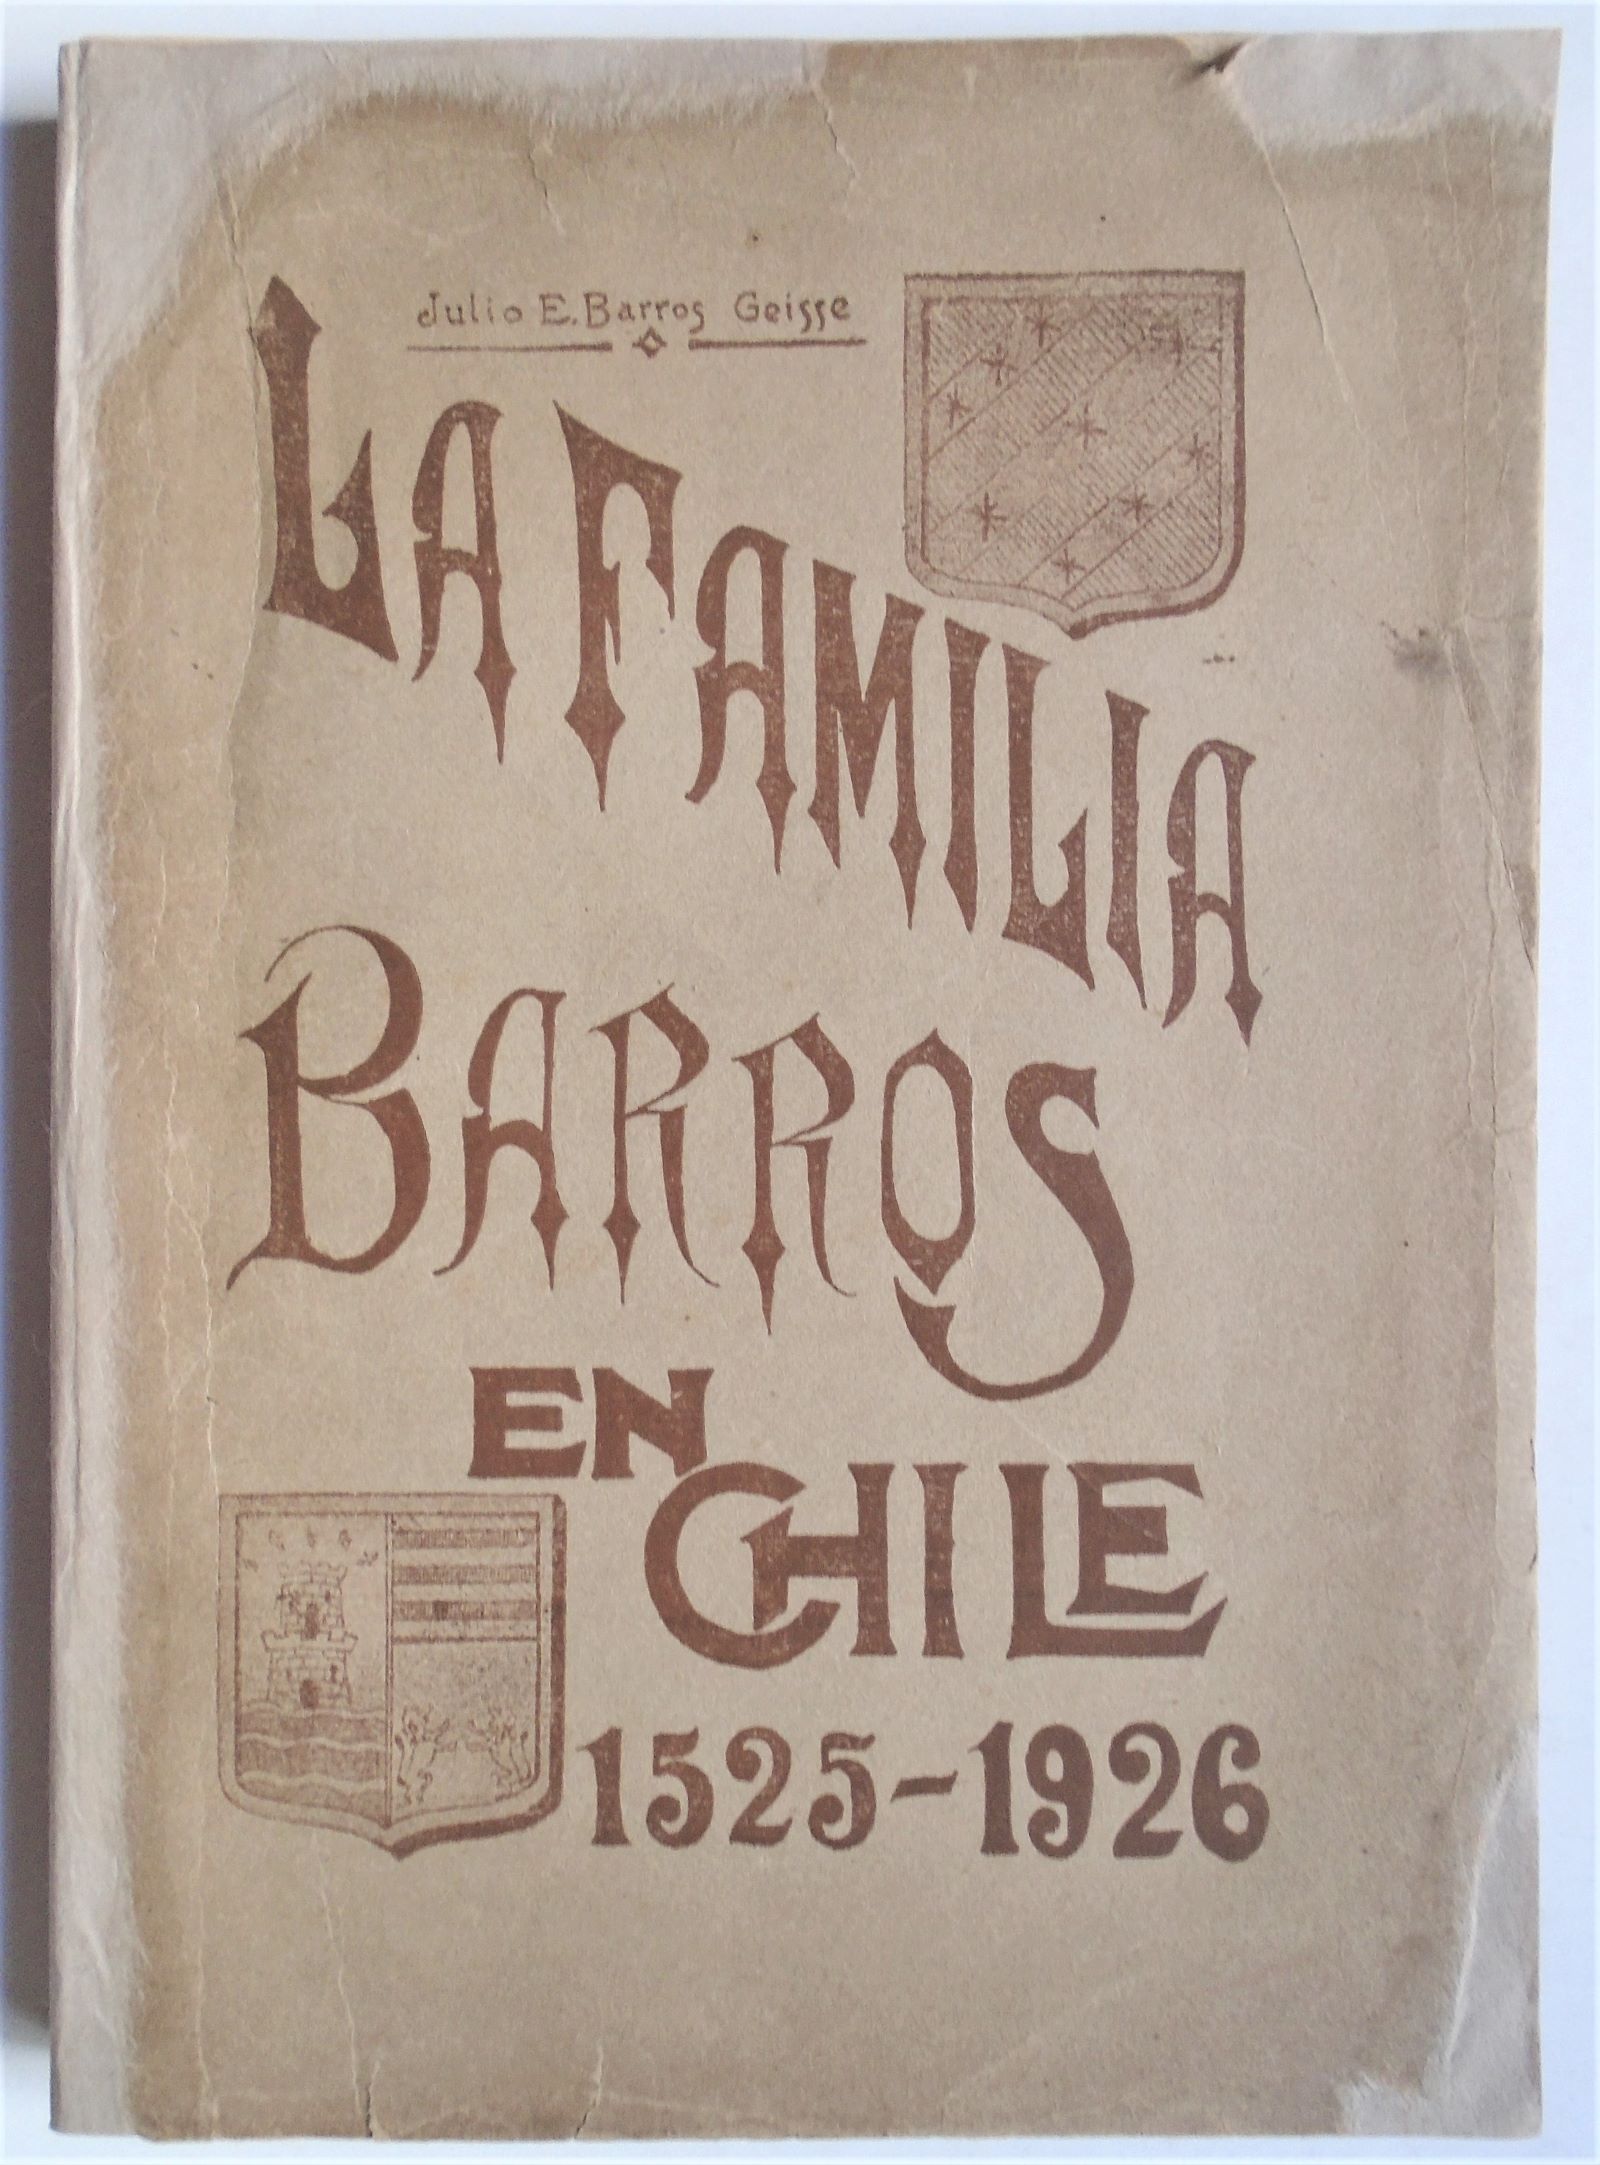 Julio E. Barros Geisse
LA FAMILIA
BARROS
EN
CHILE
1525-1926